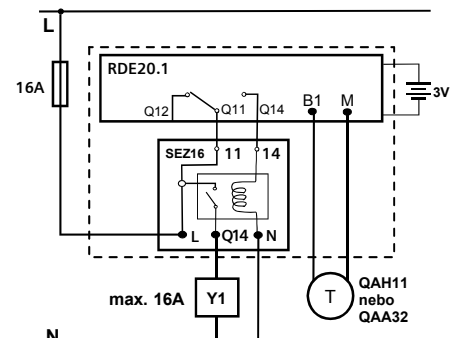 L
RDE20.1
16A
B1 M
3V
Q12 Q11 Q14
SEZ16 11 14
L Q14 N
max. 16A Y1
T
QAH11
nebo
QAA32
N